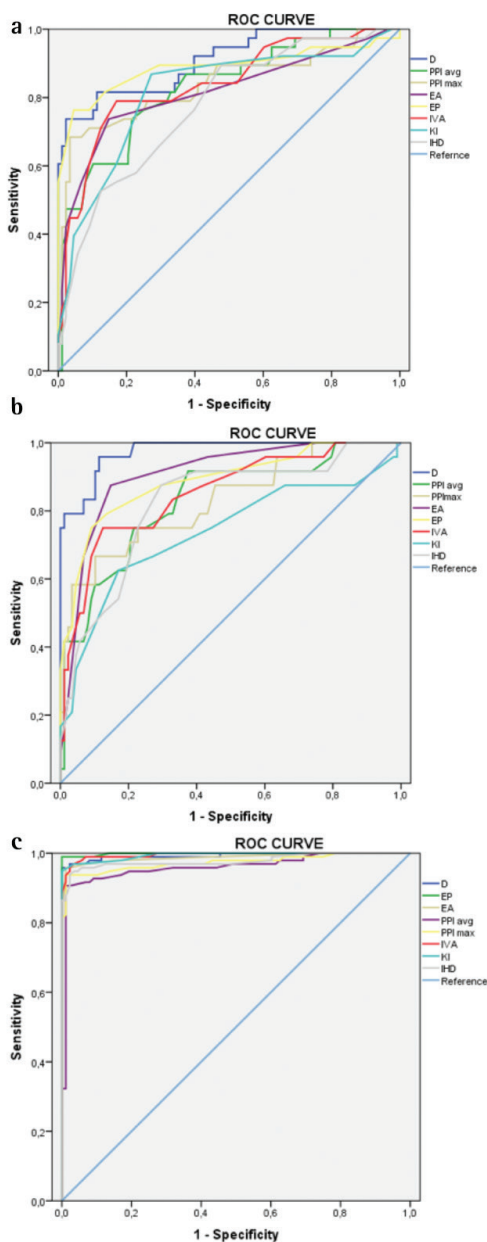 a
ROC CURVE
1,0
0,8
0,6
0,4
0,2
0,0
Sensitivity
0,0 0,2 0,4 0,6 0,8 1,0
1 - Specificity
D
PPI avg
PPI max
EA
EP
IVA
KI
IHD
Refernce
b
ROC CURVE
1,0
0,8
0,6
0,4
0,2
0,0
Sensitivity
0,0 0,2 0,4 0,6 0,8 1,0
1 - Specificity
D
PPI avg
PPImax
EA
EP
IVA
KI
IHD
Reference
c
ROC CURVE
1,0
0,8
0,6
0,4
0,2
0,0
Sensitivity
0,0 0,2 0,4 0,6 0,8 1,0
1 - Specificity
D
EP
EA
PPI avg
PPI max
IVA
KI
IHD
Reference